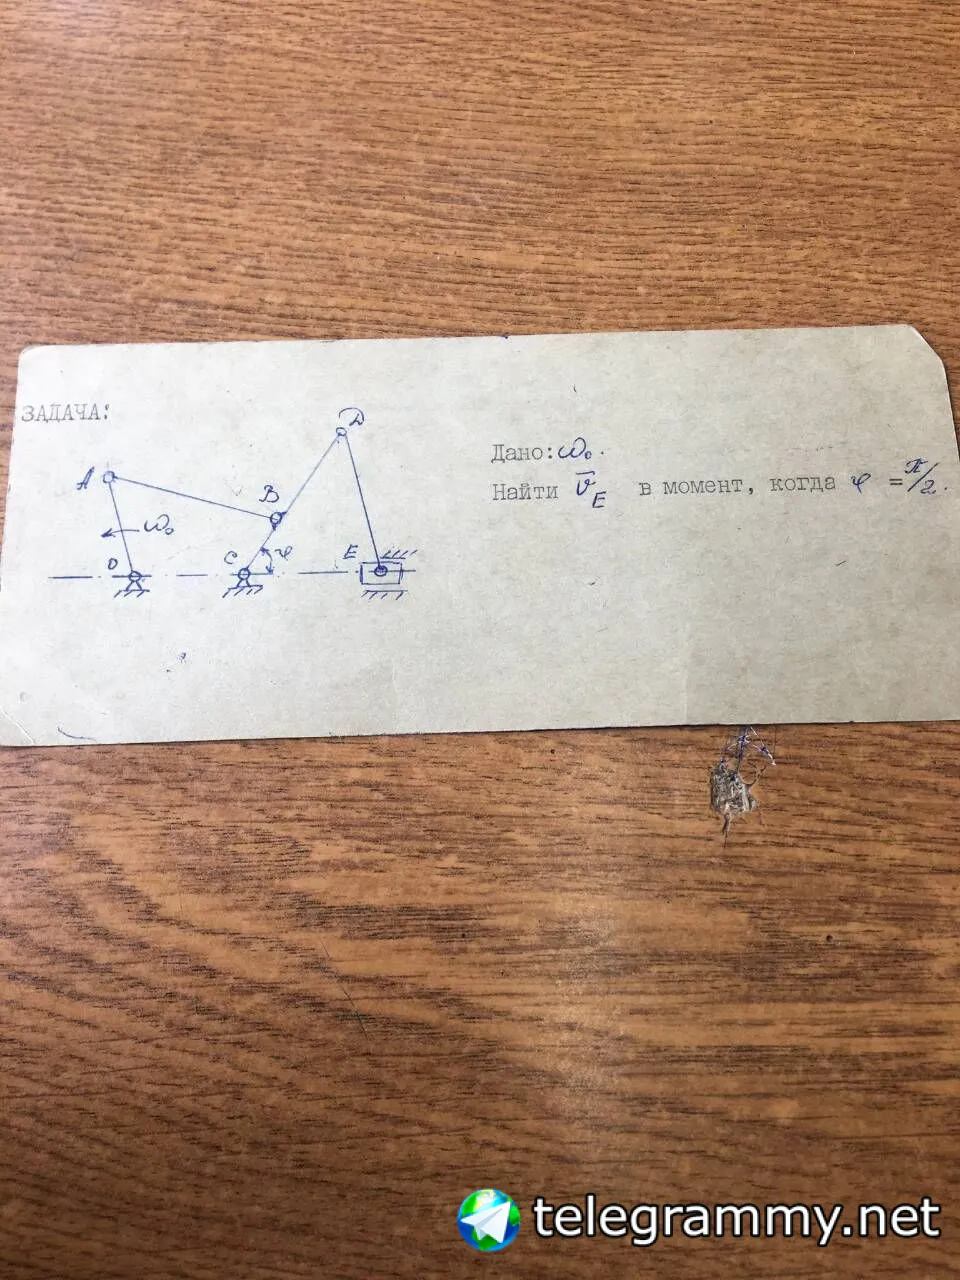 ЗАДАЧА:
D
A
B
ω₀
O
C
φ
E
Дано: ω₀.
Найти v̄_E в момент, когда φ = π/2.
telegrammy.net